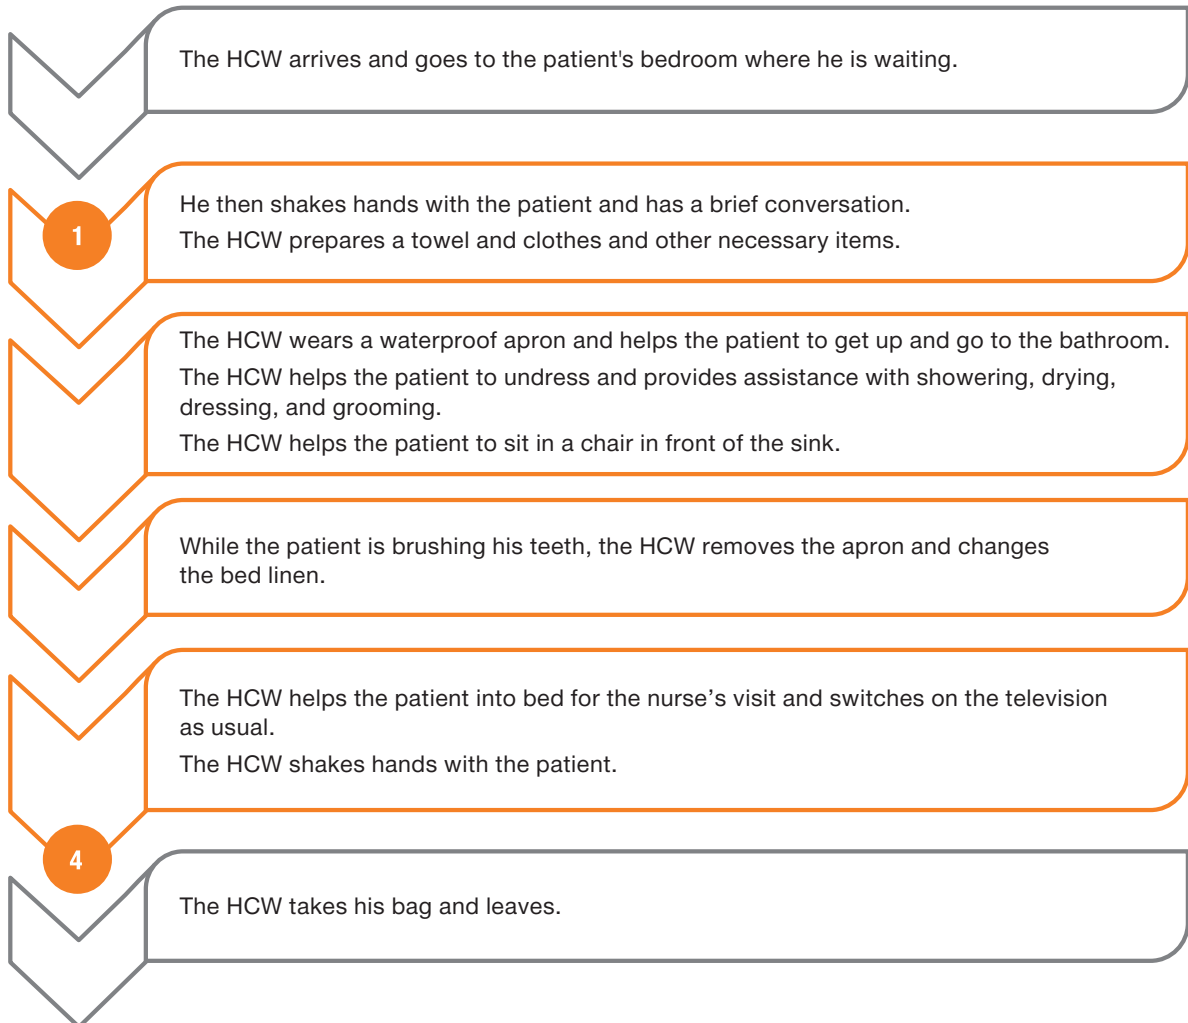 The HCW arrives and goes to the patient's bedroom where he is waiting.
1
He then shakes hands with the patient and has a brief conversation.
The HCW prepares a towel and clothes and other necessary items.
The HCW wears a waterproof apron and helps the patient to get up and go to the bathroom.
The HCW helps the patient to undress and provides assistance with showering, drying,
dressing, and grooming.
The HCW helps the patient to sit in a chair in front of the sink.
While the patient is brushing his teeth, the HCW removes the apron and changes
the bed linen.
The HCW helps the patient into bed for the nurse’s visit and switches on the television
as usual.
The HCW shakes hands with the patient.
4
The HCW takes his bag and leaves.